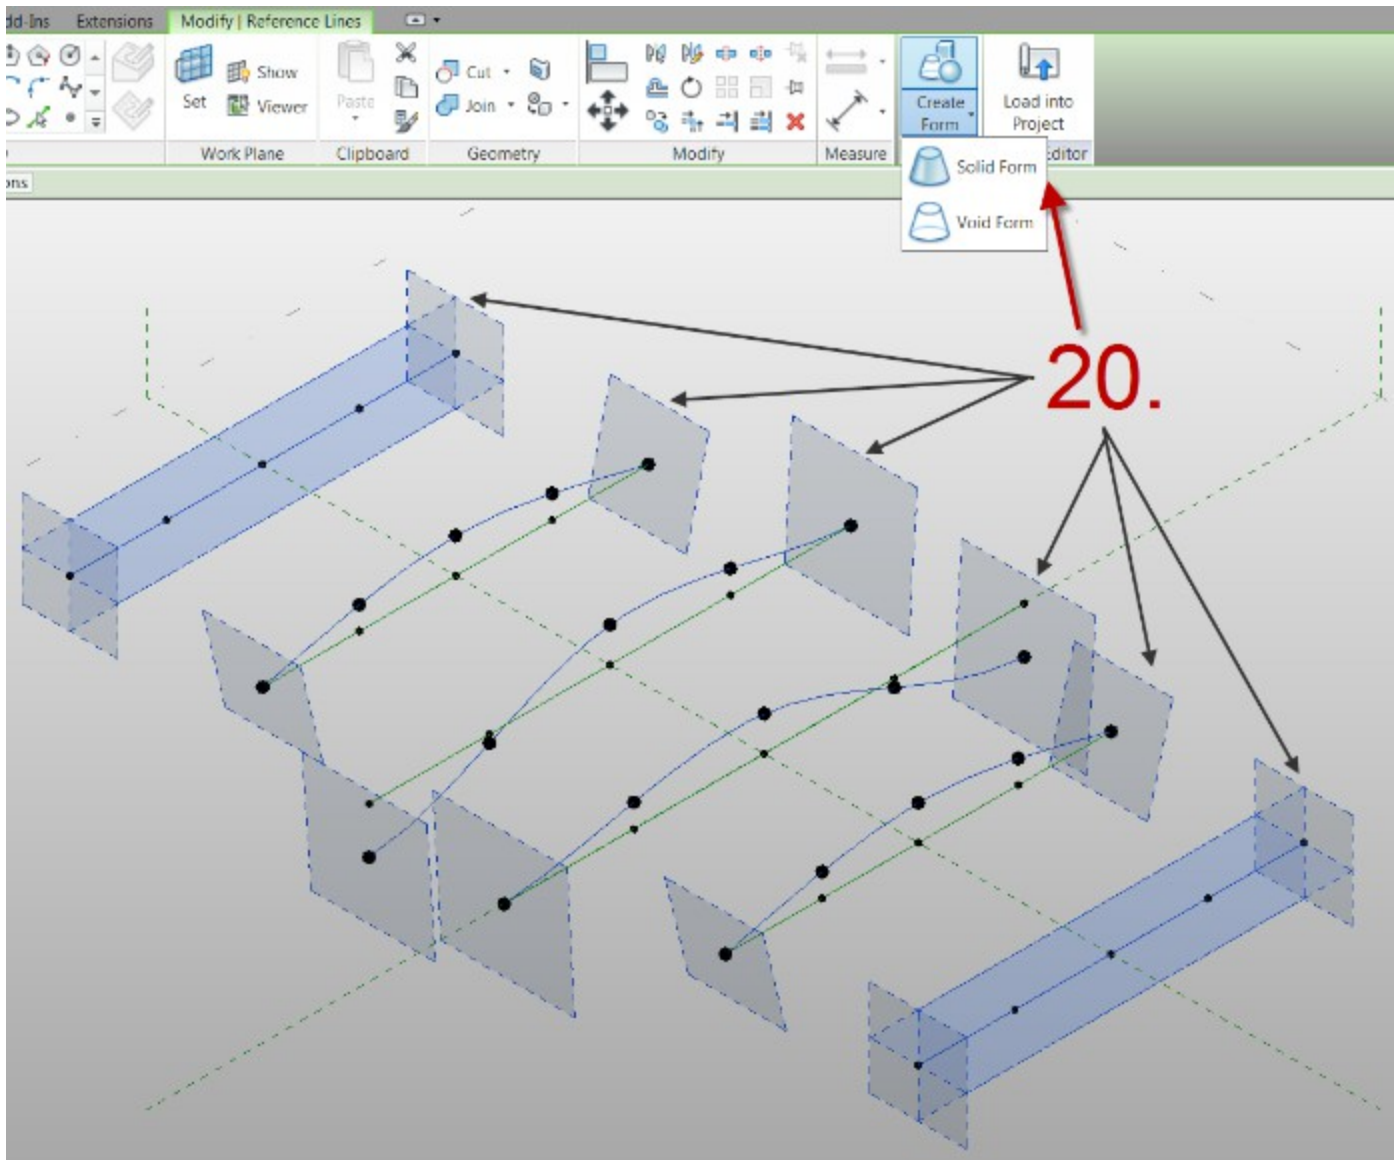 dd-Ins Extensions Modify | Reference Lines
Set
Show
Viewer
Paste
Cut
Join
Create Form
Load into Project
Work Plane Clipboard Geometry Modify Measure ditor
ons
Solid Form
Void Form
20.